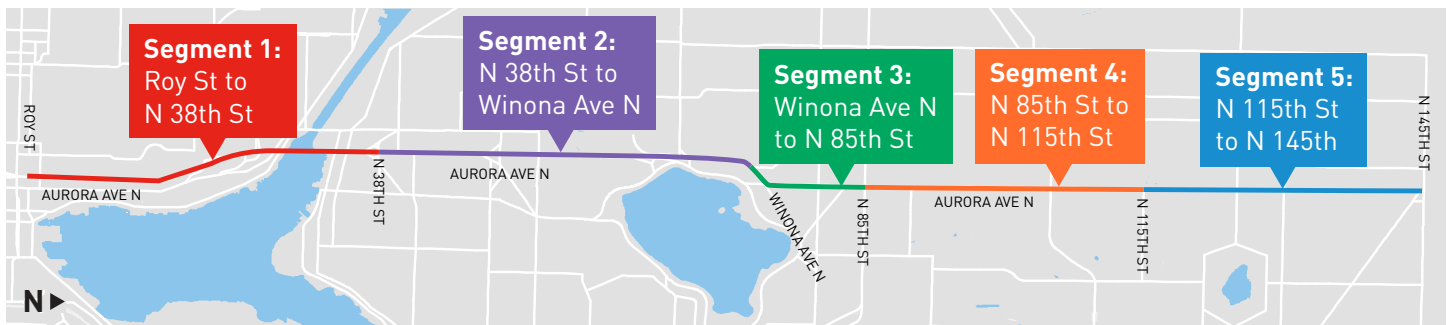 Segment 1:
Roy St to
N 38th St
Segment 2:
N 38th St to
Winona Ave N
Segment 3:
Winona Ave N
to N 85th St
Segment 4:
N 85th St to
N 115th St
Segment 5:
N 115th St
to N 145th
ROY ST
AURORA AVE N
N 38TH ST
AURORA AVE N
WINONA AVE N
N 85TH ST
AURORA AVE N
N 115TH ST
N 145TH ST
N